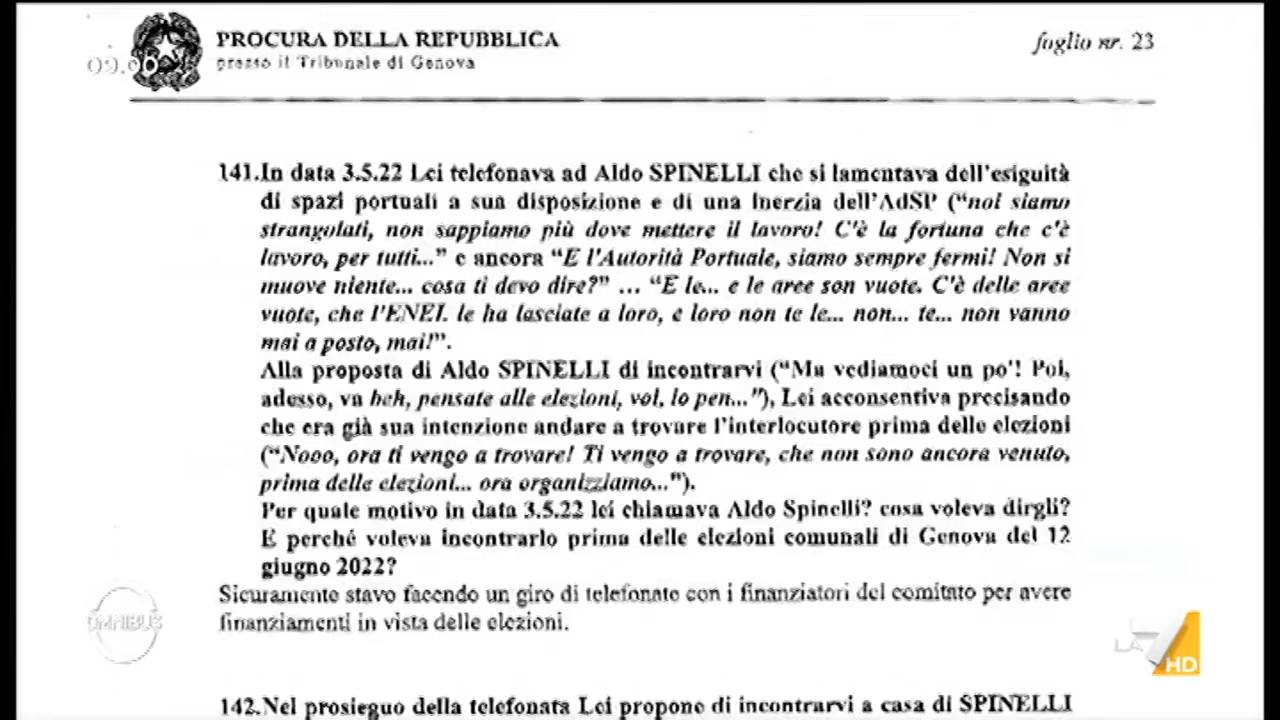 PROCURA DELLA REPUBBLICA
presso il Tribunale di Genova
foglio nr. 23
09.00
141.In data 3.5.22 Lei telefonava ad Aldo SPINELLI che si lamentava dell'esiguità
di spazi portuali a sua disposizione e di una inerzia dell'AdSP ("noi siamo
strangolati, non sappiamo più dove mettere il lavoro! C'è la fortuna che c'è
lavoro, per tutti..." e ancora "E l'Autorità Portuale, siamo sempre fermi! Non si
muove niente... cosa ti devo dire?" ... "E le... e le aree son vuote. C'è delle aree
vuote, che l'ENEL le ha lasciate a loro, e loro non te le... non... te... non vanno
mai a posto, mai!".
Alla proposta di Aldo SPINELLI di incontrarvi ("Ma vediamoci un po'! Poi,
adesso, va beh, pensate alle elezioni, voi, lo pen..."), Lei acconsentiva precisando
che era già sua intenzione andare a trovare l'interlocutore prima delle elezioni
("Nooo, ora ti vengo a trovare! Ti vengo a trovare, che non sono ancora venuto,
prima delle elezioni... ora organizziamo...").
Per quale motivo in data 3.5.22 lei chiamava Aldo Spinelli? cosa voleva dirgli?
E perché voleva incontrarlo prima delle elezioni comunali di Genova del 12
giugno 2022?
Sicuramente stavo facendo un giro di telefonate con i finanziatori del comitato per avere
finanziamenti in vista delle elezioni.
OMNIBUS
LA7
HD
142.Nel prosieguo della telefonata Lei propone di incontrarvi a casa di SPINELLI